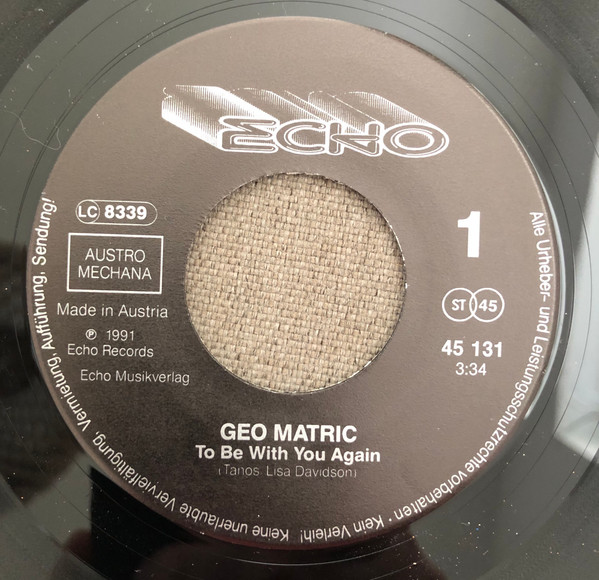 ECHO
LC 8339
1
AUSTRO
MECHANA
ST 45
Made in Austria
℗ 1991
Echo Records
45 131
3:34
Echo Musikverlag
GEO MATRIC
To Be With You Again
(Tanos, Lisa Davidson)
Alle Urheber- und Leistungsschutzrechte vorbehalten · Kein Verleih! Keine unerlaubte Vervielfältigung, Vermietung, Aufführung, Sendung!